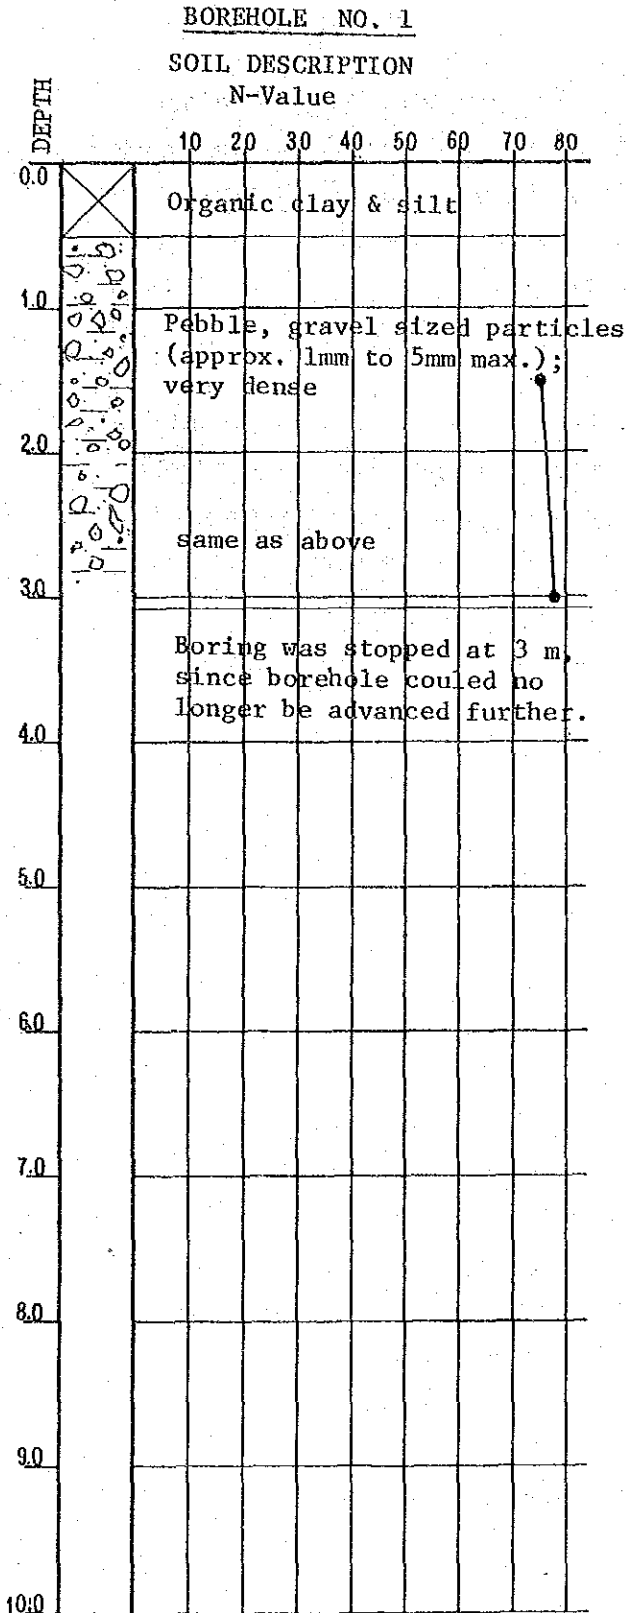 BOREHOLE NO. 1
SOIL DESCRIPTION
N-Value
DEPTH
10 20 30 40 50 60 70 80
0.0
Organic clay & silt
1.0
Pebble, gravel sized particles
(approx. 1mm to 5mm max.);
very dense
2.0
same as above
3.0
Boring was stopped at 3 m,
since borehole couled no
longer be advanced further.
4.0
5.0
6.0
7.0
8.0
9.0
10.0